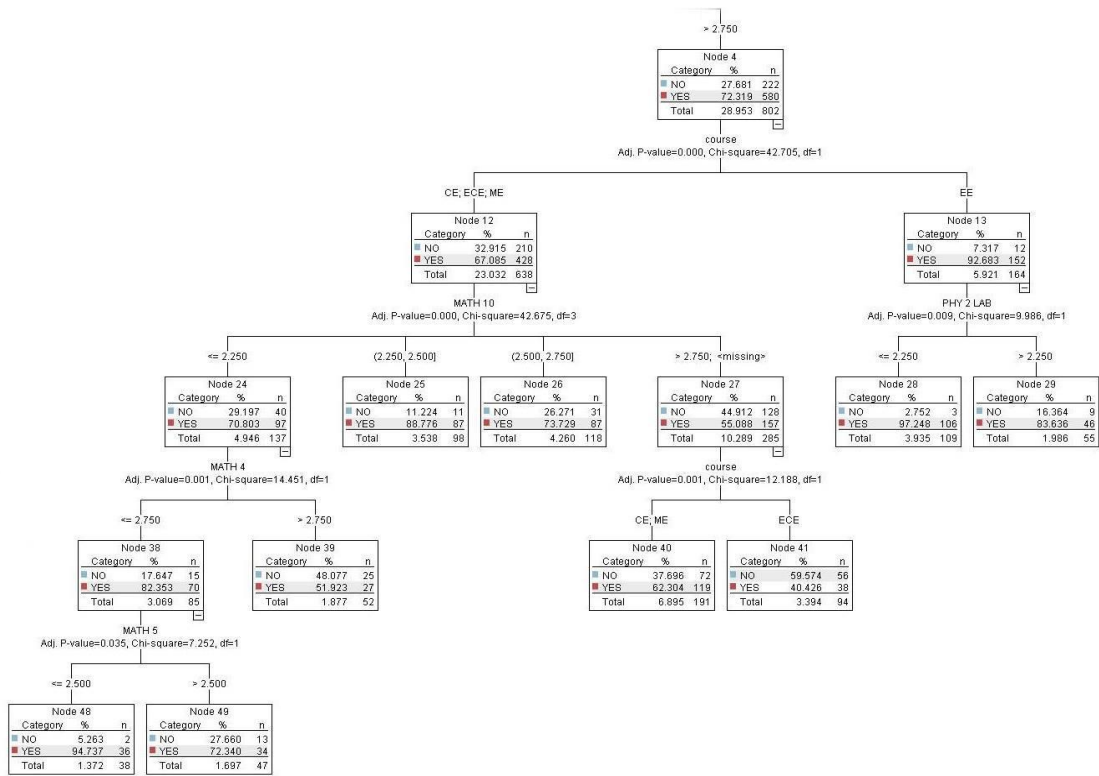 > 2.750
Node 4
Category % n
NO 27.681 222
YES 72.319 580
Total 28.953 802
course
Adj. P-value=0.000, Chi-square=42.705, df=1
CE; ECE; ME
EE
Node 12
Category % n
NO 32.915 210
YES 67.085 428
Total 23.032 638
Node 13
Category % n
NO 7.317 12
YES 92.683 152
Total 5.921 164
MATH 10
Adj. P-value=0.000, Chi-square=42.675, df=3
PHY 2 LAB
Adj. P-value=0.009, Chi-square=9.986, df=1
<= 2.250
(2.250, 2.500]
(2.500, 2.750]
> 2.750; <missing>
<= 2.250
> 2.250
Node 24
Category % n
NO 29.197 40
YES 70.803 97
Total 4.946 137
Node 25
Category % n
NO 11.224 11
YES 88.776 87
Total 3.538 98
Node 26
Category % n
NO 26.271 31
YES 73.729 87
Total 4.260 118
Node 27
Category % n
NO 44.912 128
YES 55.088 157
Total 10.289 285
Node 28
Category % n
NO 2.752 3
YES 97.248 106
Total 3.935 109
Node 29
Category % n
NO 16.364 9
YES 83.636 46
Total 1.986 55
MATH 4
Adj. P-value=0.001, Chi-square=14.451, df=1
course
Adj. P-value=0.001, Chi-square=12.188, df=1
<= 2.750
> 2.750
CE; ME
ECE
Node 38
Category % n
NO 17.647 15
YES 82.353 70
Total 3.069 85
Node 39
Category % n
NO 48.077 25
YES 51.923 27
Total 1.877 52
Node 40
Category % n
NO 37.696 72
YES 62.304 119
Total 6.895 191
Node 41
Category % n
NO 59.574 56
YES 40.426 38
Total 3.394 94
MATH 5
Adj. P-value=0.035, Chi-square=7.252, df=1
<= 2.500
> 2.500
Node 48
Category % n
NO 5.263 2
YES 94.737 36
Total 1.372 38
Node 49
Category % n
NO 27.660 13
YES 72.340 34
Total 1.697 47